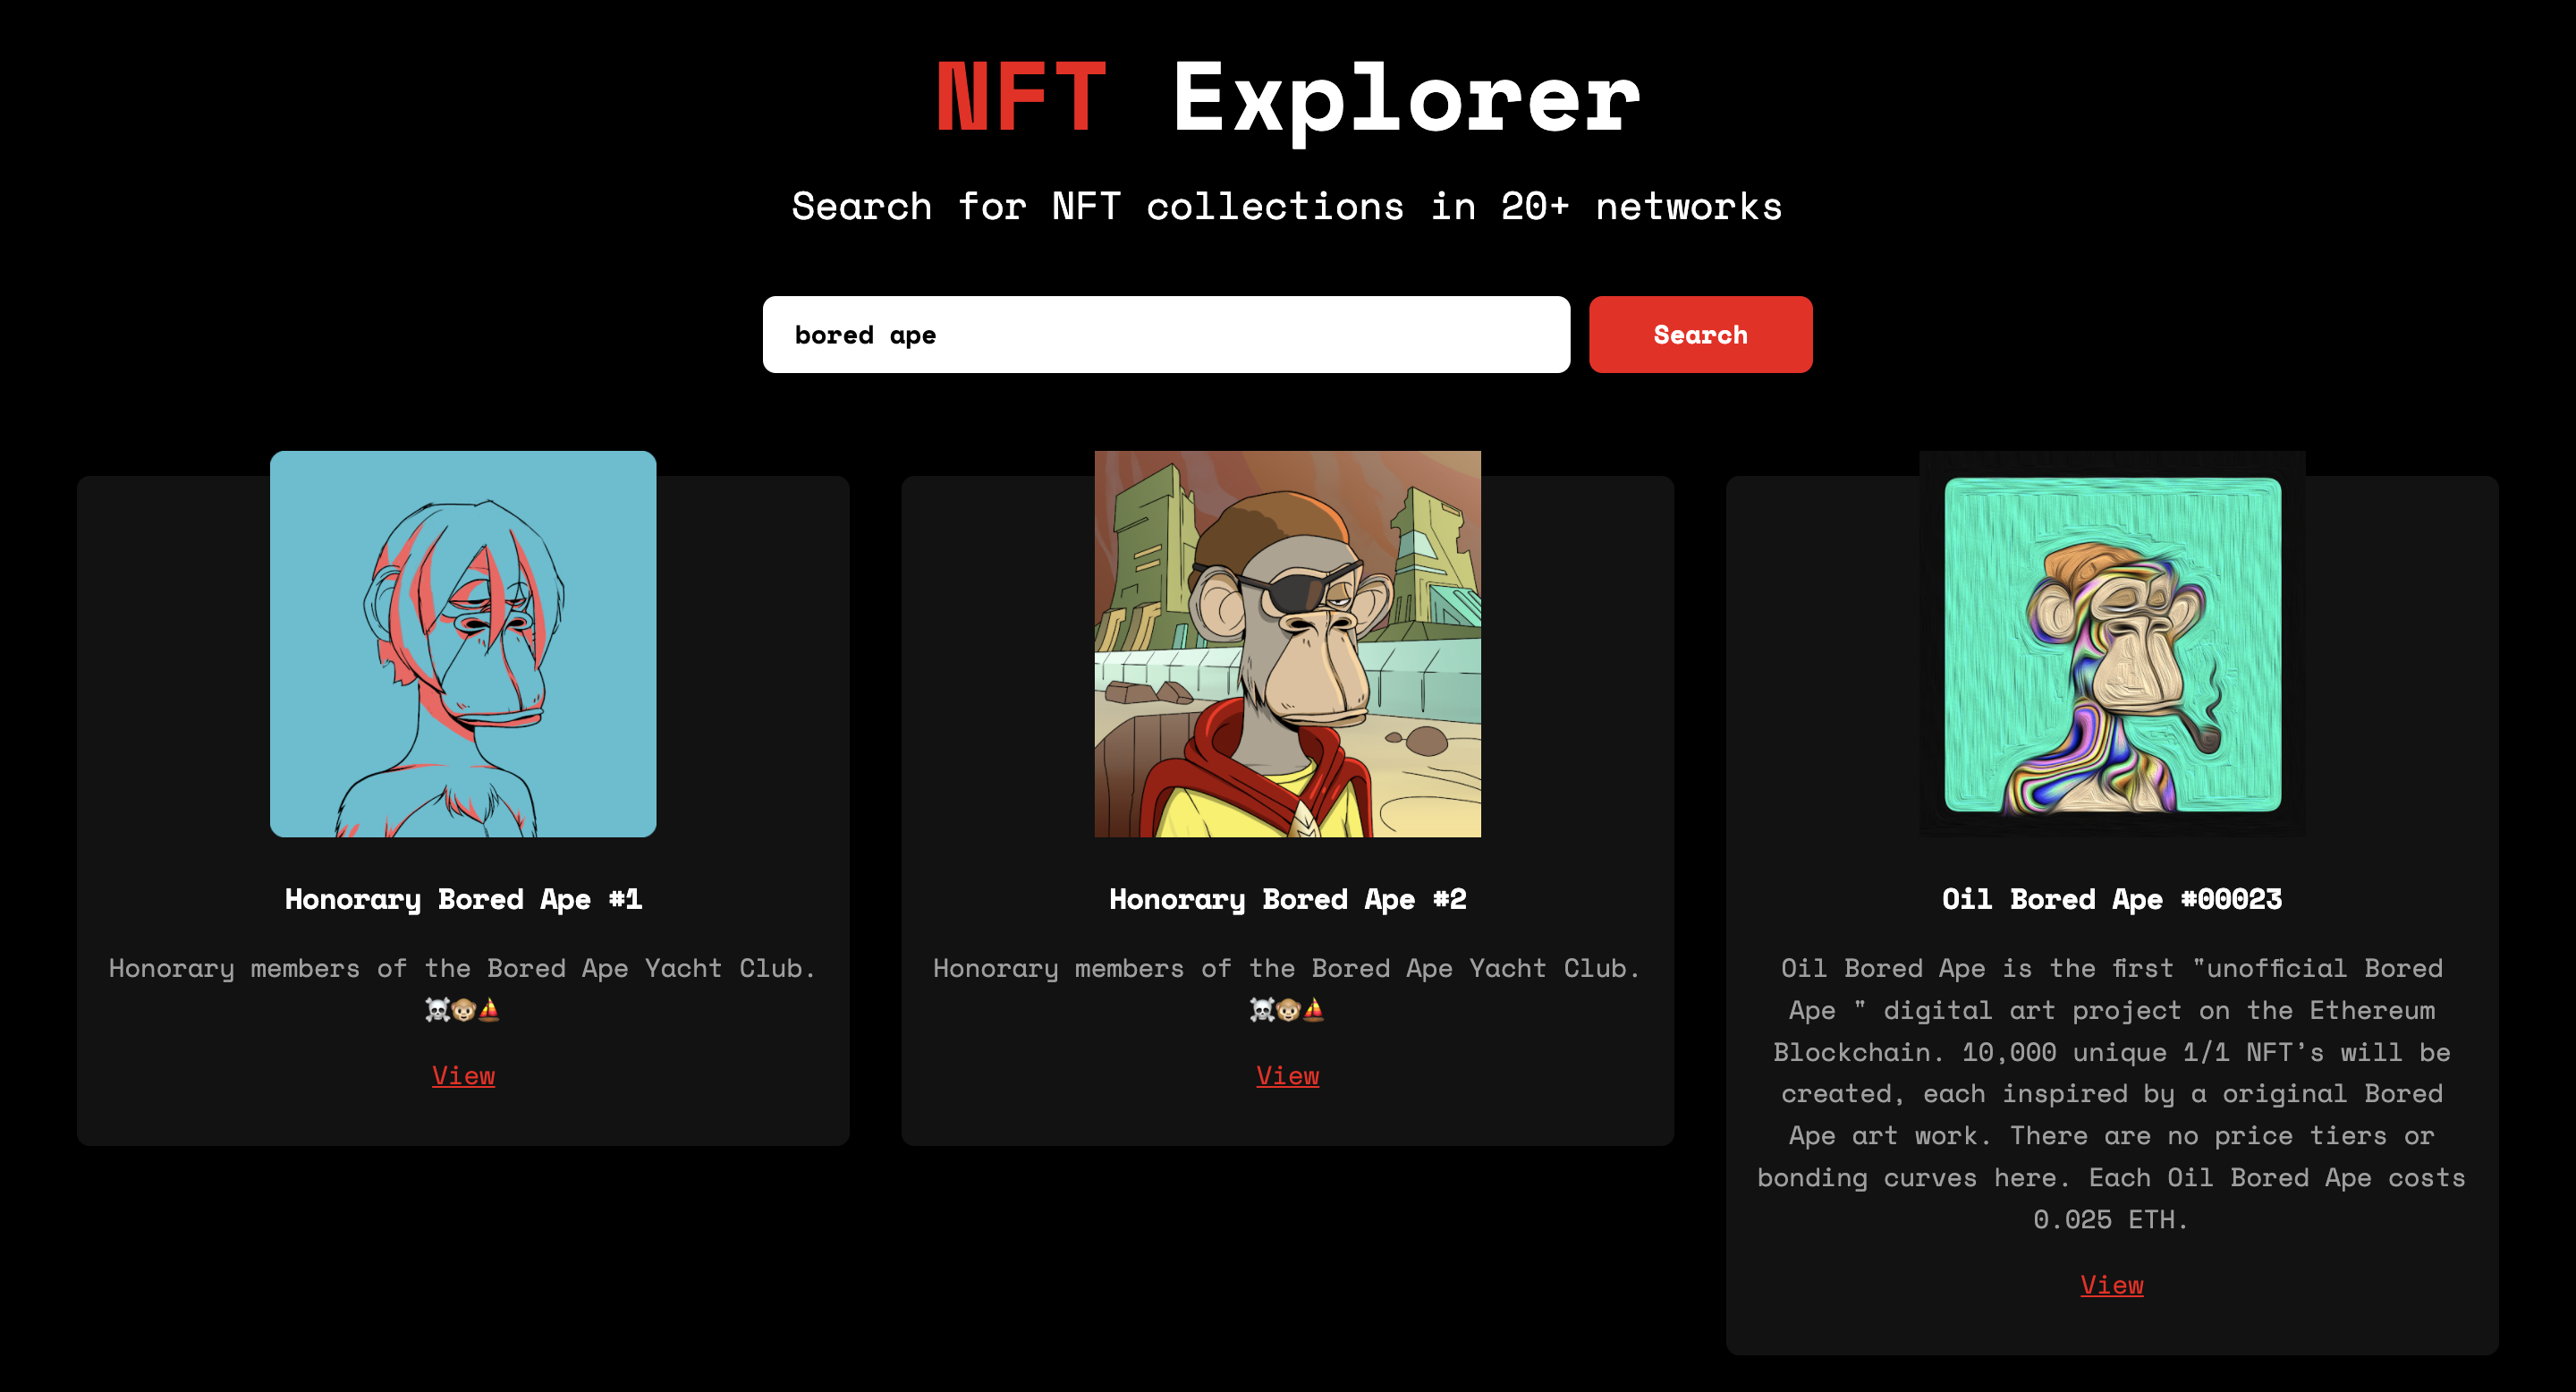 NFT Explorer
Search for NFT collections in 20+ networks
bored ape
Search
Honorary Bored Ape #1
Honorary members of the Bored Ape Yacht Club.
☠️🐵⛵
View
Honorary Bored Ape #2
Honorary members of the Bored Ape Yacht Club.
☠️🐵⛵
View
Oil Bored Ape #00023
Oil Bored Ape is the first "unofficial Bored
Ape " digital art project on the Ethereum
Blockchain. 10,000 unique 1/1 NFT’s will be
created, each inspired by a original Bored
Ape art work. There are no price tiers or
bonding curves here. Each Oil Bored Ape costs
0.025 ETH.
View